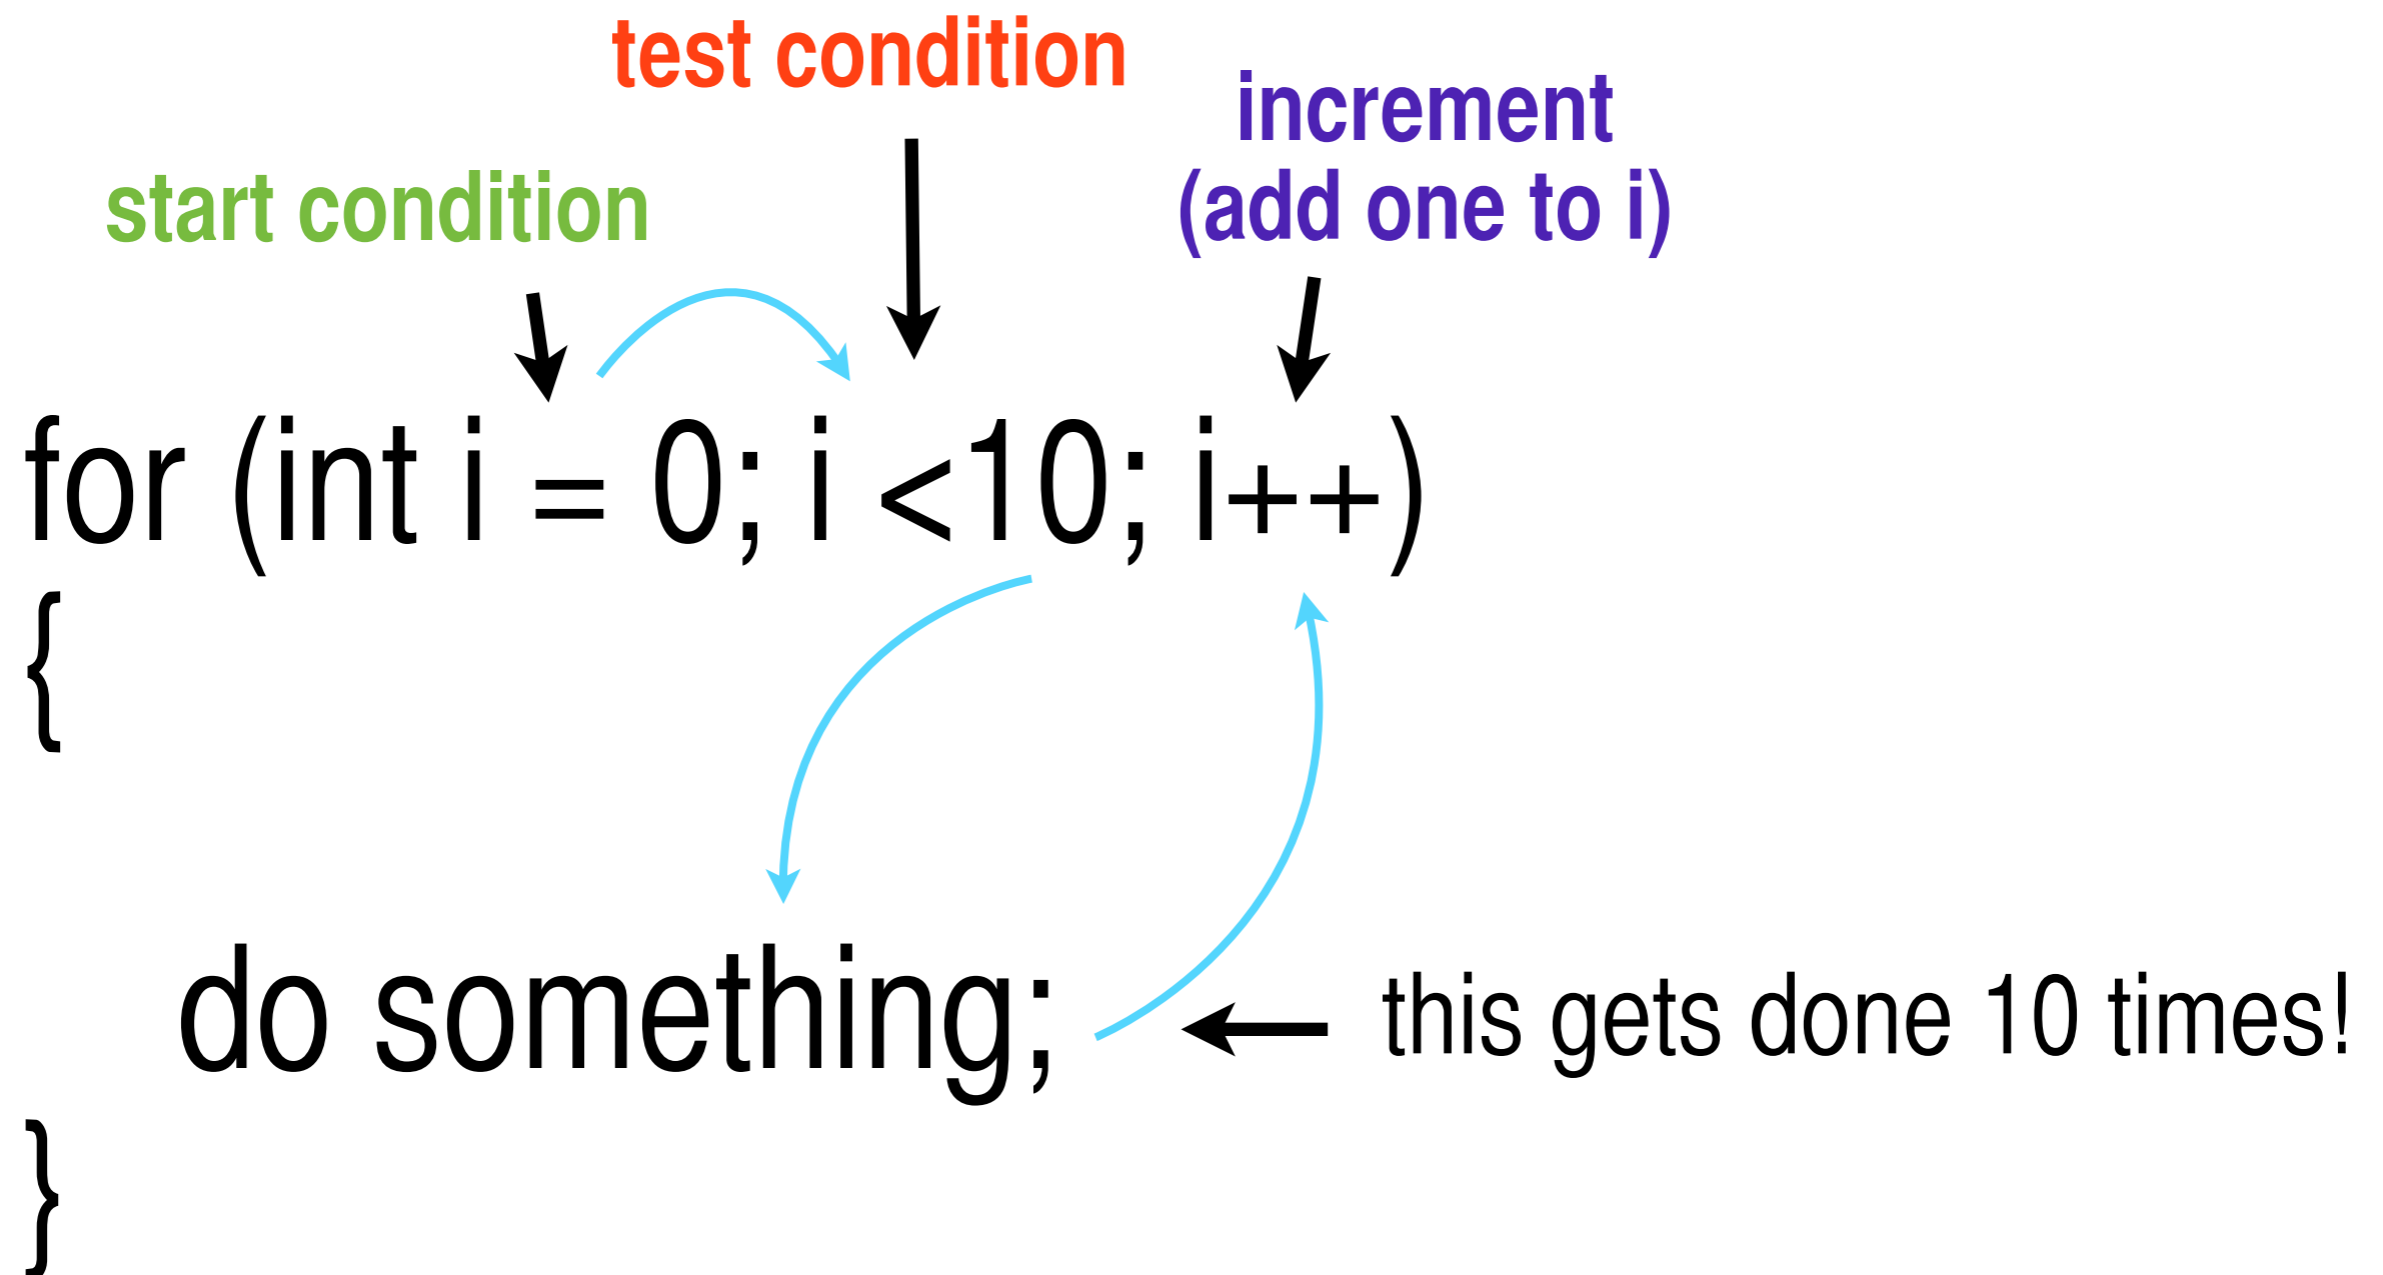 test condition
increment
(add one to i)
start condition
for (int i = 0; i <10; i++)
{
do something;
this gets done 10 times!
}